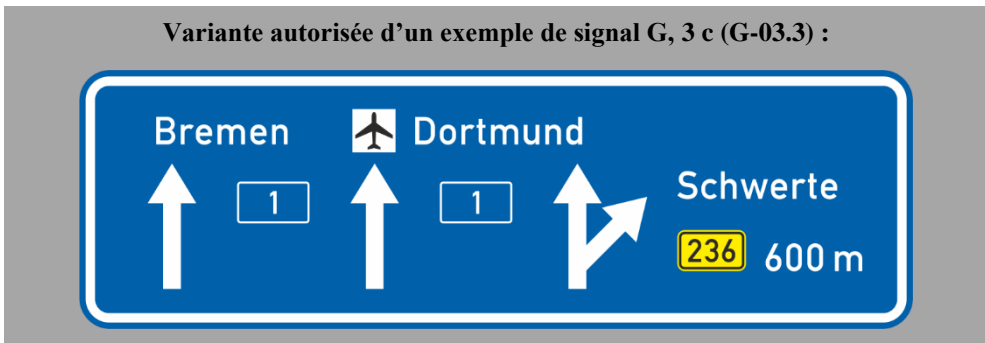 Variante autorisée d’un exemple de signal G, 3 c (G-03.3) :
Bremen Dortmund
1 1 Schwerte
236 600 m